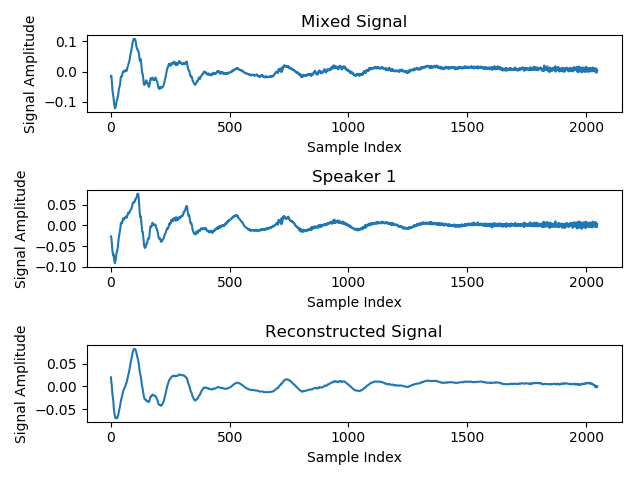 Mixed Signal
Signal Amplitude
0.1
0.0
−0.1
0 500 1000 1500 2000
Sample Index
Speaker 1
Signal Amplitude
0.05
0.00
−0.05
−0.10
0 500 1000 1500 2000
Sample Index
Reconstructed Signal
Signal Amplitude
0.05
0.00
−0.05
0 500 1000 1500 2000
Sample Index